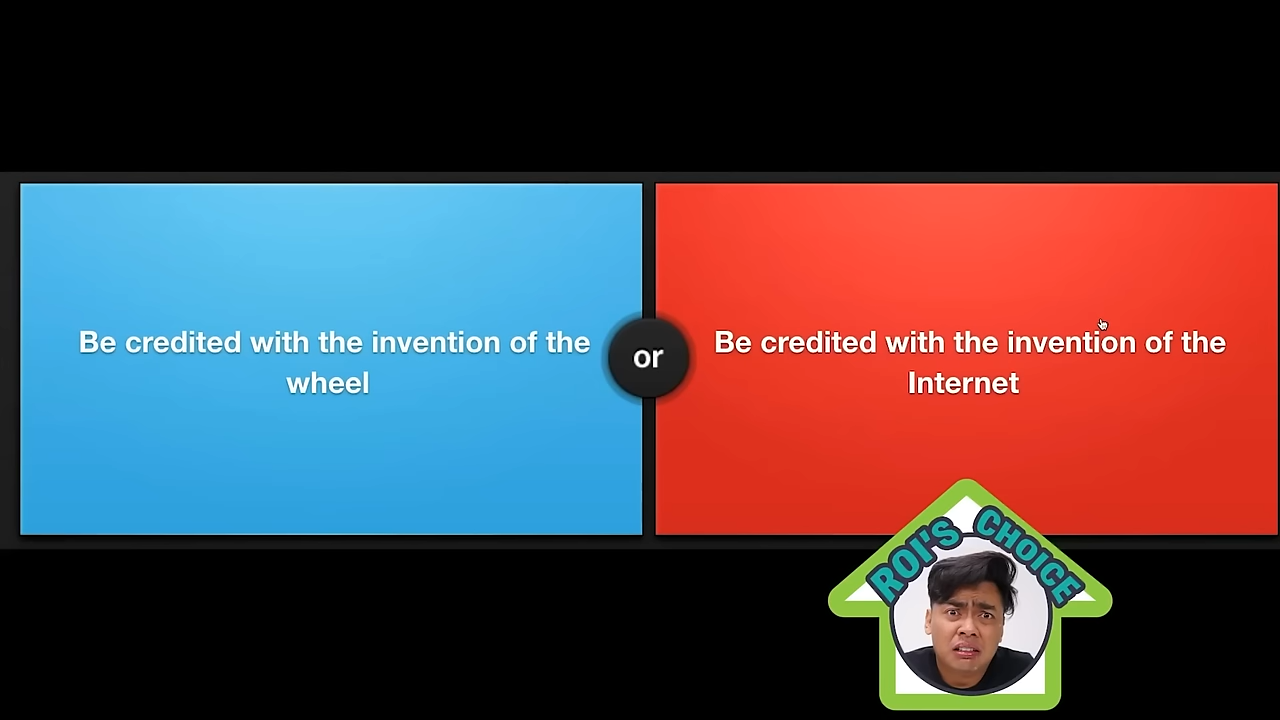 Be credited with the invention of the
wheel
or
Be credited with the invention of the
Internet
ROI'S CHOICE